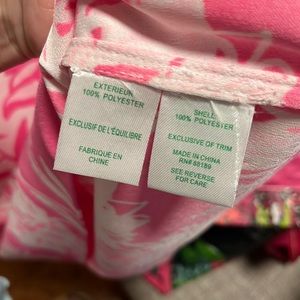 EXTERIEUR
100% POLYESTER
EXCLUSIF DE L'ÉQUILIBRE
FABRIQUE EN
CHINE
SHELL
100% POLYESTER
EXCLUSIVE OF TRIM
MADE IN CHINA
RN# 68189
SEE REVERSE
FOR CARE